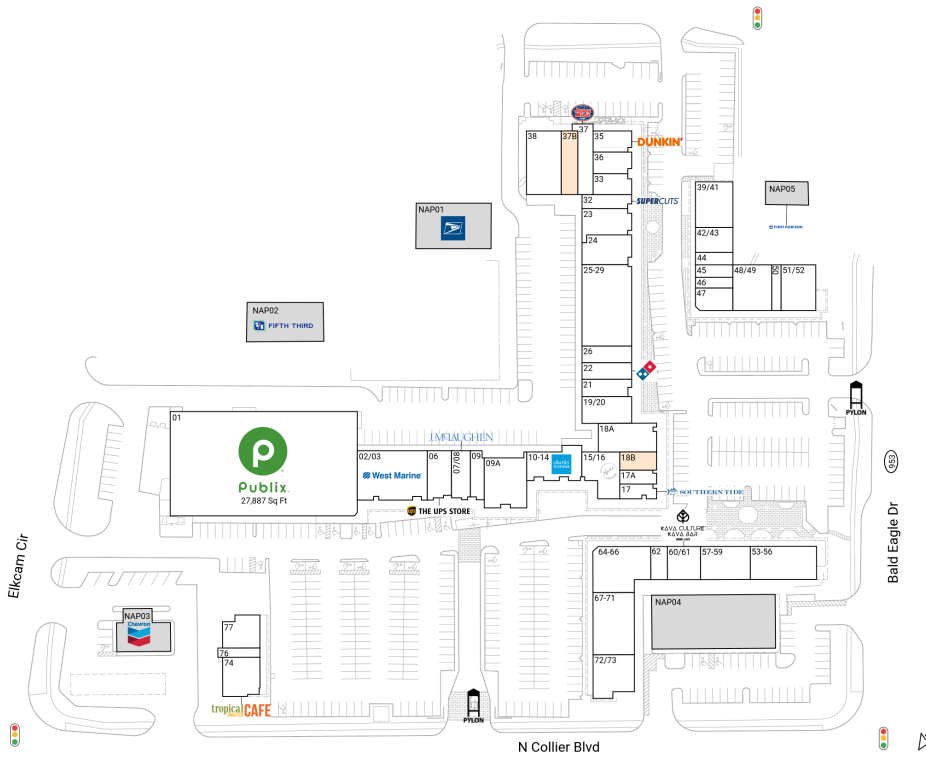 37
38
37B
35
DUNKIN'
36
33
32
SUPERCUTS
23
24
25-29
26
22
21
19/20
18A
39/41
42/43
44
45
46
47
48/49
50
51/52
NAP05
FIRST HORIZON
NAP01
NAP02
FIFTH THIRD
PYLON
953
Bald Eagle Dr
01
Publix
27,887 Sq Ft
J.McLAUGHLIN
02/03
West Marine
06
07/08
09
09A
10-14
charles
SCHWAB
15/16
18B
17A
17
THE UPS STORE
SOUTHERN TIDE
KAVA CULTURE
KAVA BAR
64-66
62
60/61
57-59
53-56
67-71
72/73
NAP04
Elkcam Cir
NAP03
Chevron
77
76
74
tropical
CAFE
PYLON
N Collier Blvd